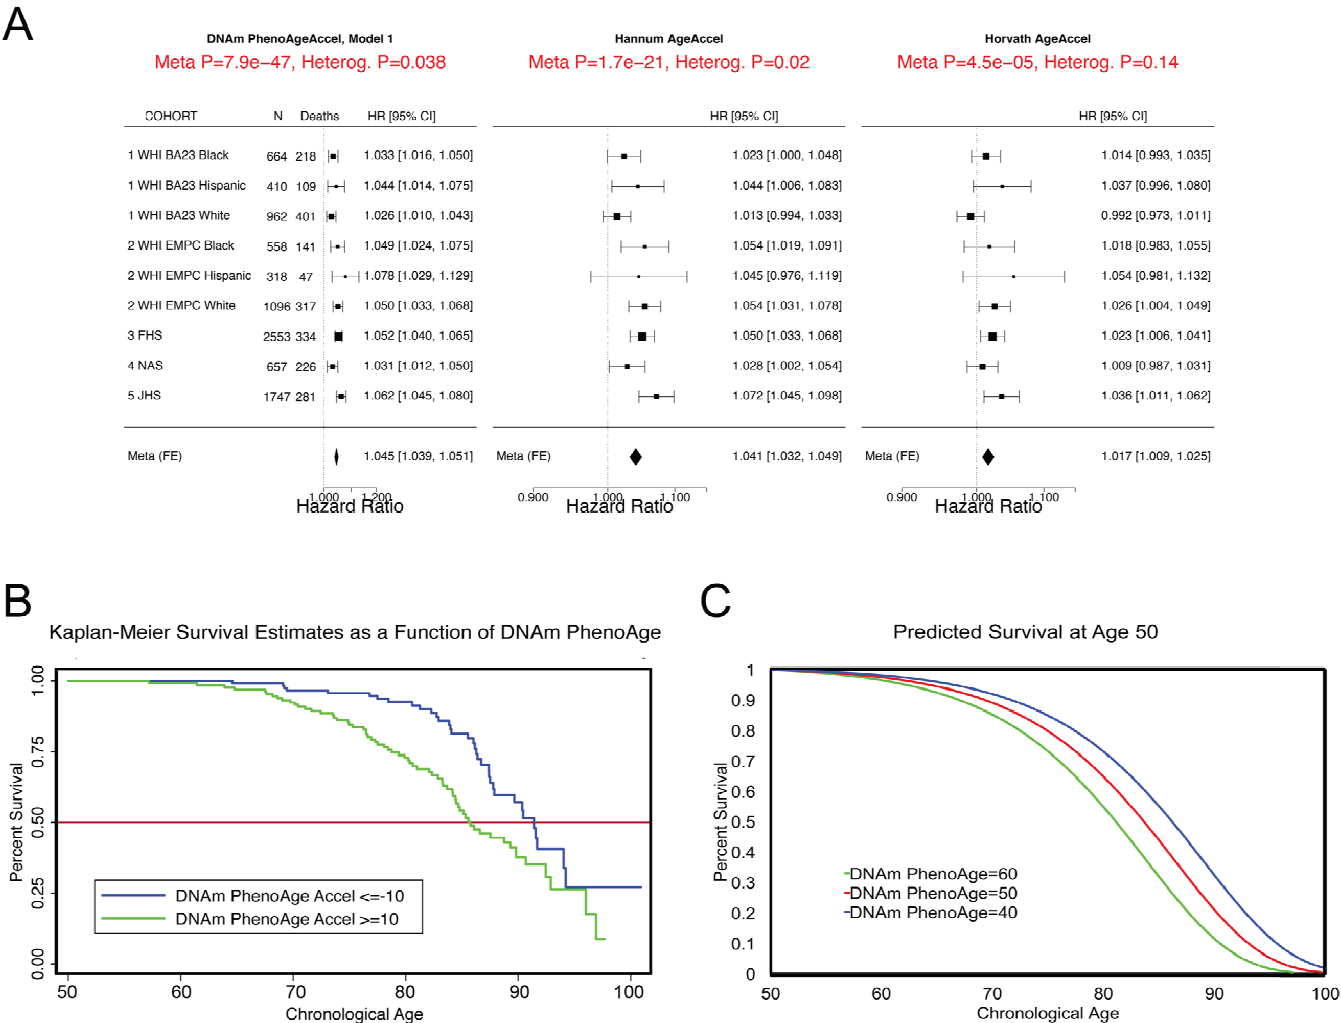 A
DNAm PhenoAgeAccel, Model 1
Meta P=7.9e−47, Heterog. P=0.038
COHORT N Deaths HR [95% CI]
1 WHI BA23 Black 664 218 1.033 [1.016, 1.050]
1 WHI BA23 Hispanic 410 109 1.044 [1.014, 1.075]
1 WHI BA23 White 962 401 1.026 [1.010, 1.043]
2 WHI EMPC Black 558 141 1.049 [1.024, 1.075]
2 WHI EMPC Hispanic 318 47 1.078 [1.029, 1.129]
2 WHI EMPC White 1096 317 1.050 [1.033, 1.068]
3 FHS 2553 334 1.052 [1.040, 1.065]
4 NAS 657 226 1.031 [1.012, 1.050]
5 JHS 1747 281 1.062 [1.045, 1.080]
Meta (FE) 1.045 [1.039, 1.051]
1.000 1.200
Hazard Ratio
Hannum AgeAccel
Meta P=1.7e−21, Heterog. P=0.02
HR [95% CI]
1.023 [1.000, 1.048]
1.044 [1.006, 1.083]
1.013 [0.994, 1.033]
1.054 [1.019, 1.091]
1.045 [0.976, 1.119]
1.054 [1.031, 1.078]
1.050 [1.033, 1.068]
1.028 [1.002, 1.054]
1.072 [1.045, 1.098]
Meta (FE) 1.041 [1.032, 1.049]
0.900 1.000 1.100
Hazard Ratio
Horvath AgeAccel
Meta P=4.5e−05, Heterog. P=0.14
HR [95% CI]
1.014 [0.993, 1.035]
1.037 [0.996, 1.080]
0.992 [0.973, 1.011]
1.018 [0.983, 1.055]
1.054 [0.981, 1.132]
1.026 [1.004, 1.049]
1.023 [1.006, 1.041]
1.009 [0.987, 1.031]
1.036 [1.011, 1.062]
Meta (FE) 1.017 [1.009, 1.025]
0.900 1.000 1.100
Hazard Ratio
B
Kaplan-Meier Survival Estimates as a Function of DNAm PhenoAge
Percent Survival
1.00
0.75
0.50
0.25
0.00
DNAm PhenoAge Accel <=-10
DNAm PhenoAge Accel >=10
50 60 70 80 90 100
Chronological Age
C
Predicted Survival at Age 50
Percent Survival
1
0.9
0.8
0.7
0.6
0.5
0.4
0.3
0.2
0.1
0
DNAm PhenoAge=60
DNAm PhenoAge=50
DNAm PhenoAge=40
50 60 70 80 90 100
Chronological Age